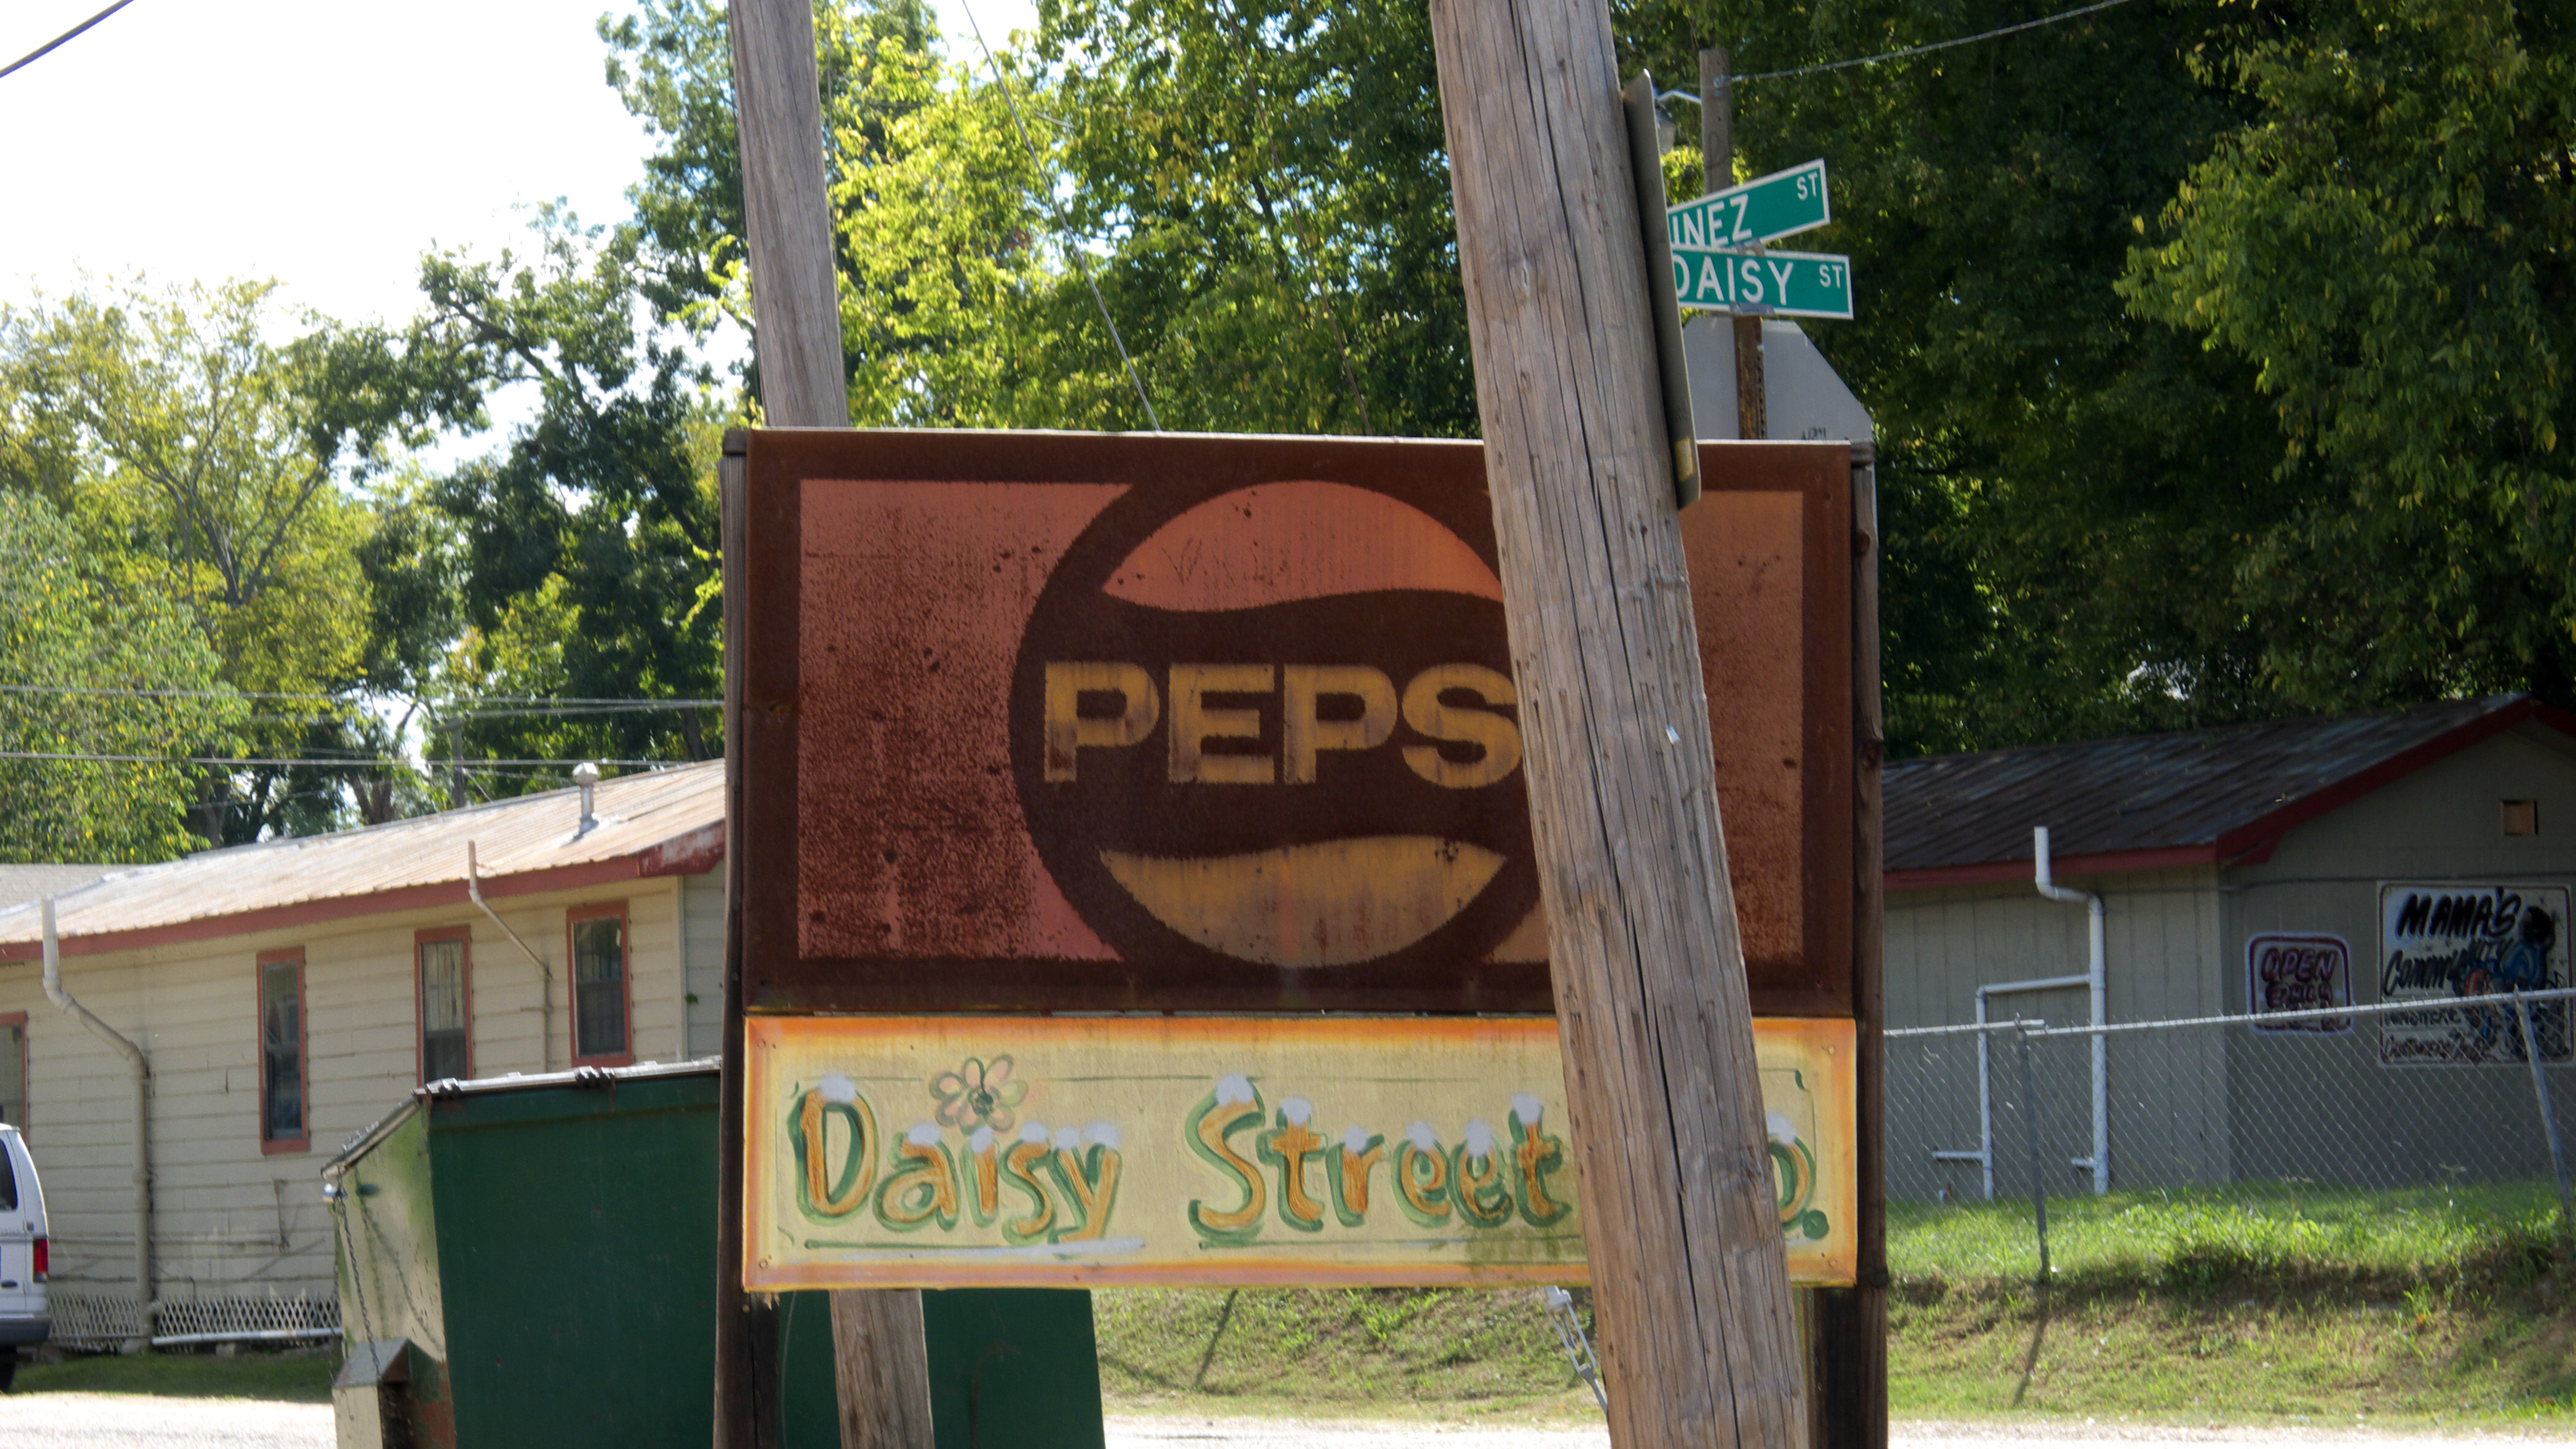 INEZ ST
DAISY ST
PEPS
Daisy Street o.
OPEN
MAMA'S